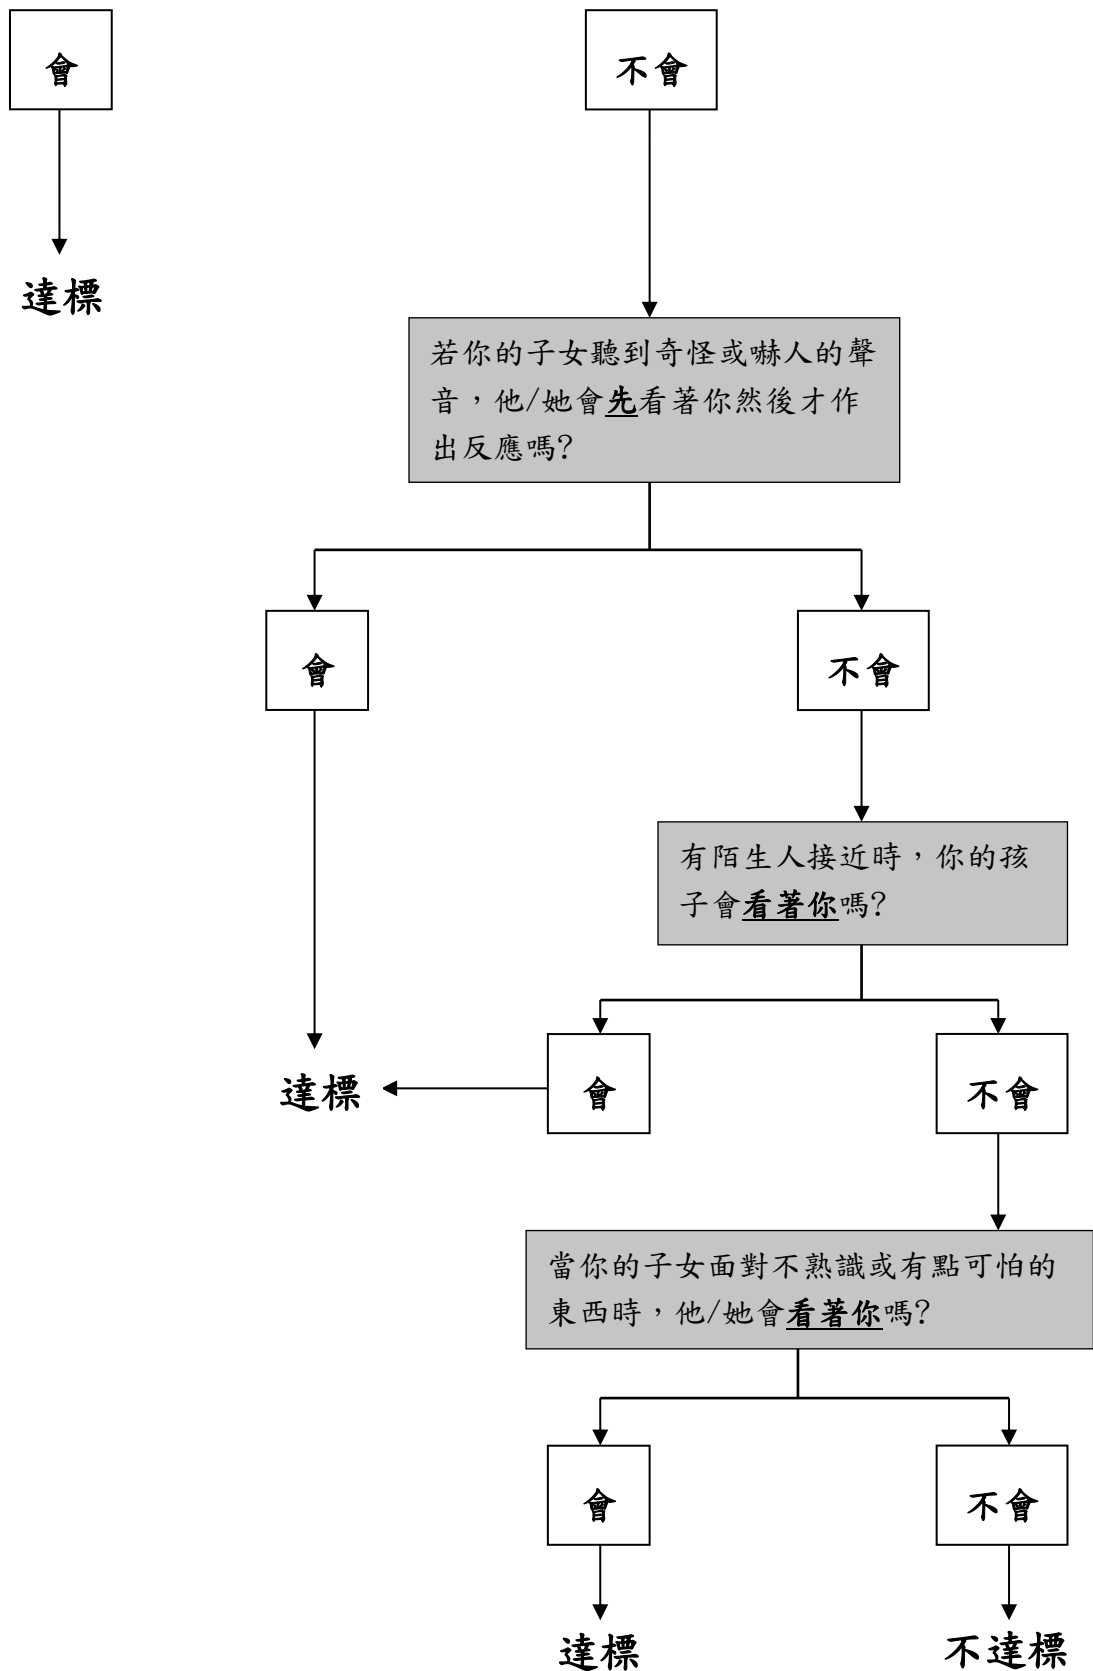 會
不會
達標
若你的子女聽到奇怪或嚇人的聲
音，他/她會先看著你然後才作
出反應嗎?
會
不會
有陌生人接近時，你的孩
子會看著你嗎?
達標
會
不會
當你的子女面對不熟識或有點可怕的
東西時，他/她會看著你嗎?
會
不會
達標
不達標